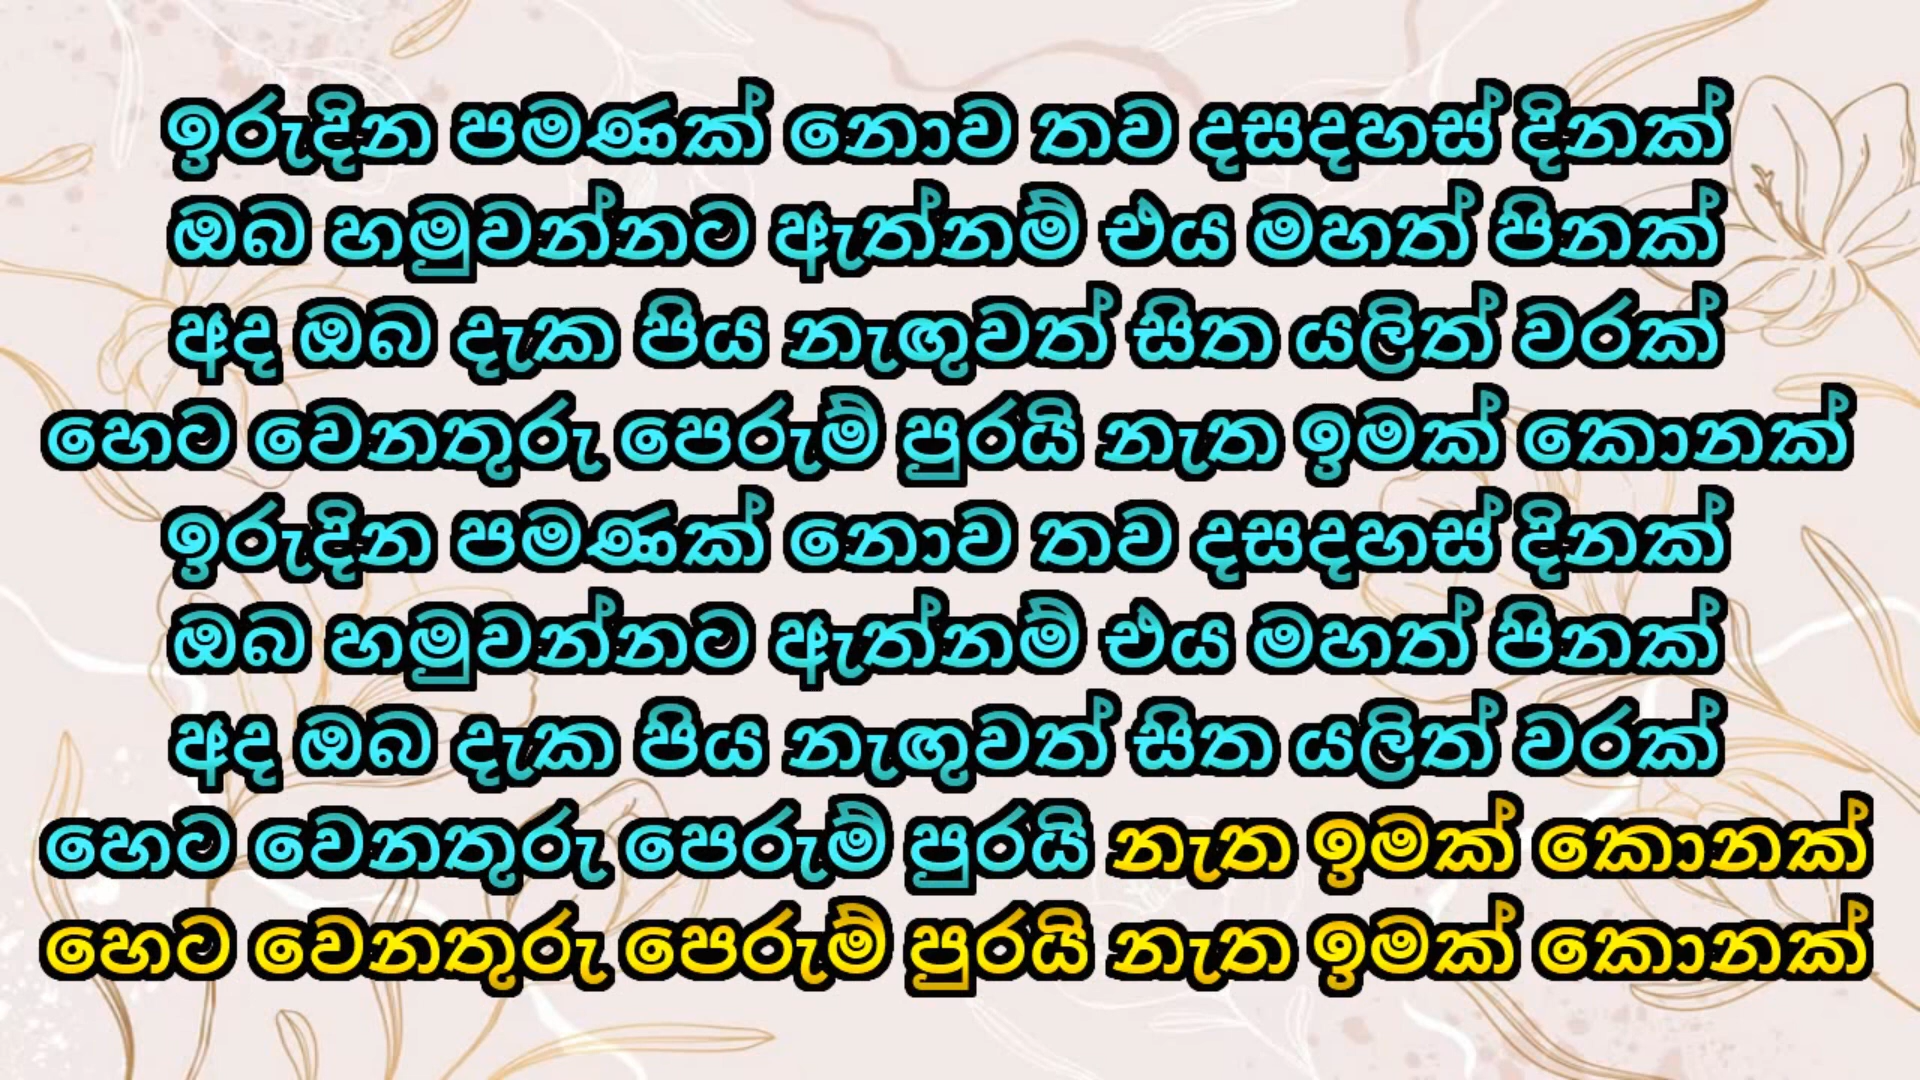 ඉරුදින පමණක් නොව තව දසදහස් දිනක්
ඔබ හමුවන්නට ඇත්නම් එය මහත් පිනක්
අද ඔබ දැක පිය නැඟුවත් සිත යලිත් වරක්
හෙට වෙනතුරු පෙරුම් පුරයි නැත ඉමක් කොනක්
ඉරුදින පමණක් නොව තව දසදහස් දිනක්
ඔබ හමුවන්නට ඇත්නම් එය මහත් පිනක්
අද ඔබ දැක පිය නැඟුවත් සිත යලිත් වරක්
හෙට වෙනතුරු පෙරුම් පුරයි නැත ඉමක් කොනක්
හෙට වෙනතුරු පෙරුම් පුරයි නැත ඉමක් කොනක්